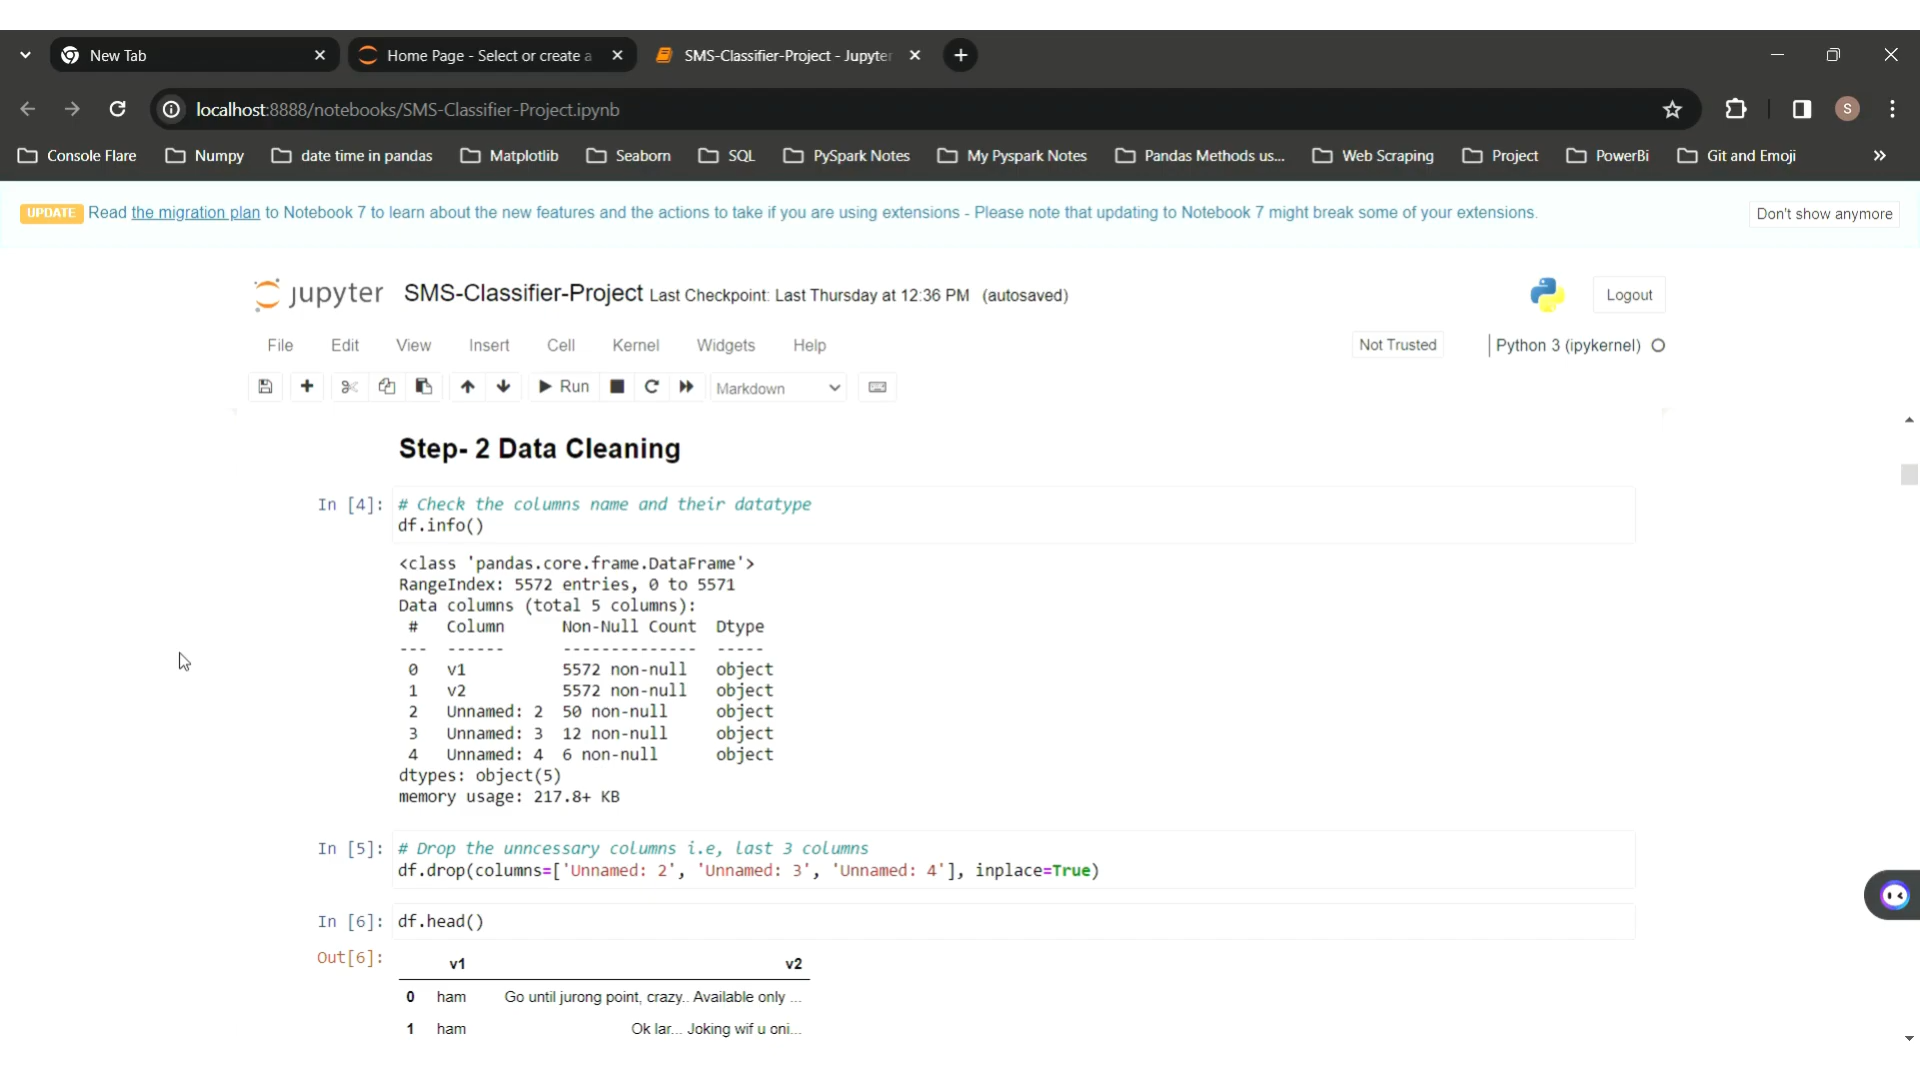 New Tab
Home Page - Select or create a
SMS-Classifier-Project - Jupyter
localhost:8888/notebooks/SMS-Classifier-Project.ipynb
S
Console Flare
Numpy
date time in pandas
Matplotlib
Seaborn
SQL
PySpark Notes
My Pyspark Notes
Pandas Methods us...
Web Scraping
Project
PowerBi
Git and Emoji
UPDATE Read the migration plan to Notebook 7 to learn about the new features and the actions to take if you are using extensions - Please note that updating to Notebook 7 might break some of your extensions.
Don't show anymore
jupyter SMS-Classifier-Project Last Checkpoint: Last Thursday at 12:36 PM (autosaved)
Logout
File Edit View Insert Cell Kernel Widgets Help
Not Trusted
Python 3 (ipykernel)
Run
Markdown
Step- 2 Data Cleaning
In [4]: # Check the columns name and their datatype
df.info()
<class 'pandas.core.frame.DataFrame'>
RangeIndex: 5572 entries, 0 to 5571
Data columns (total 5 columns):
# Column Non-Null Count Dtype
--- ------ -------------- -----
0 v1 5572 non-null object
1 v2 5572 non-null object
2 Unnamed: 2 50 non-null object
3 Unnamed: 3 12 non-null object
4 Unnamed: 4 6 non-null object
dtypes: object(5)
memory usage: 217.8+ KB
In [5]: # Drop the unncessary columns i.e, last 3 columns
df.drop(columns=['Unnamed: 2', 'Unnamed: 3', 'Unnamed: 4'], inplace=True)
In [6]: df.head()
Out[6]:
v1 v2
0 ham Go until jurong point, crazy.. Available only ...
1 ham Ok lar... Joking wif u oni...